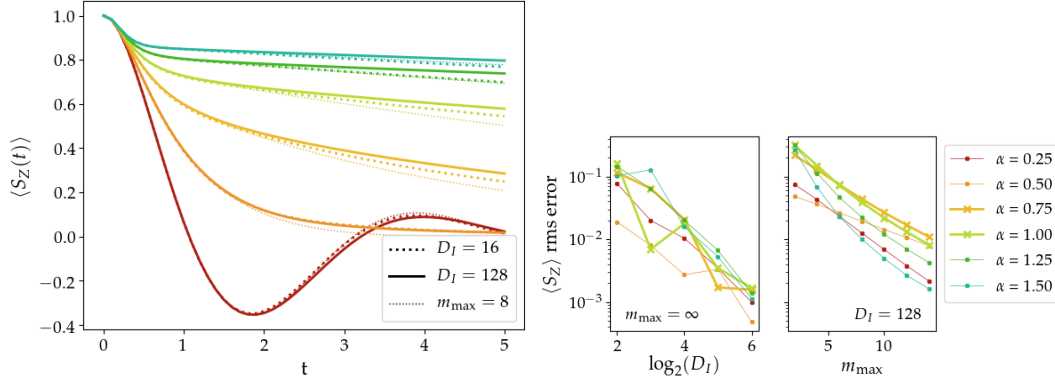 1.0
0.8
0.6
0.4
0.2
0.0
−0.2
−0.4
⟨S_Z(t)⟩
0
1
2
3
4
5
t
D_I = 16
D_I = 128
m_max = 8
⟨S_Z⟩ rms error
10^−1
10^−2
10^−3
m_max = ∞
2
4
6
log_2(D_I)
D_I = 128
5
10
m_max
α = 0.25
α = 0.50
α = 0.75
α = 1.00
α = 1.25
α = 1.50